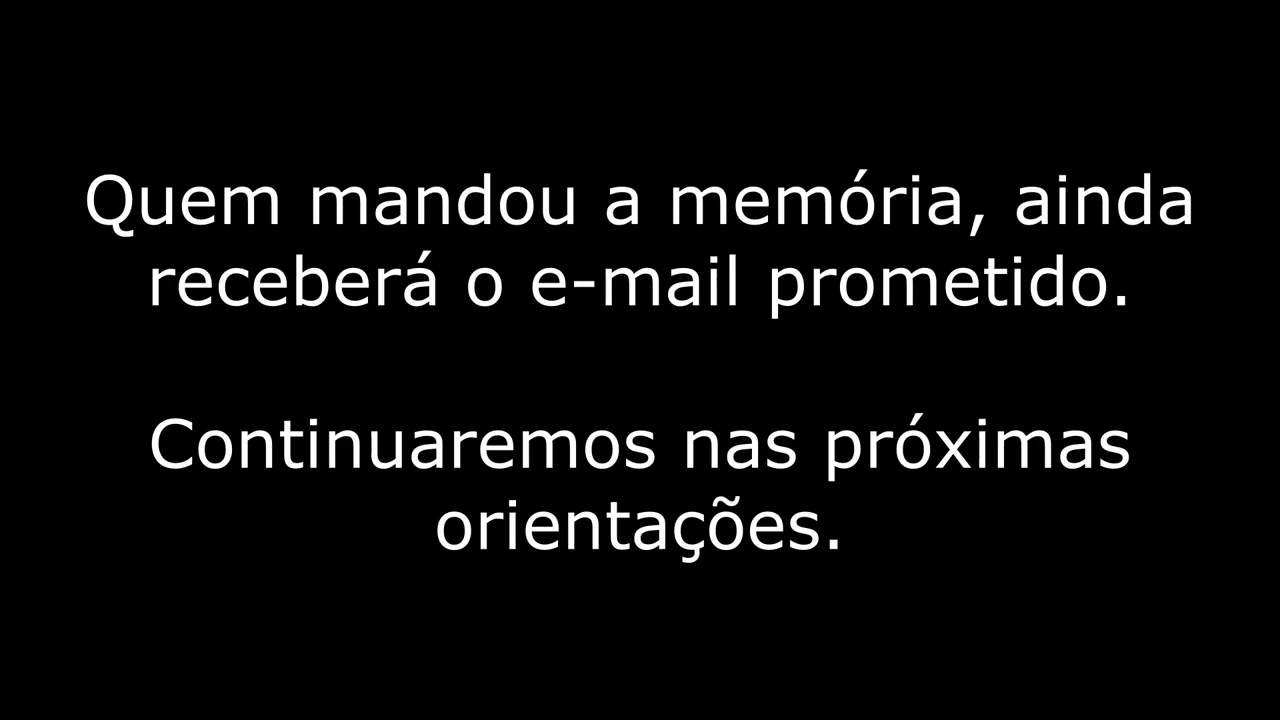 Quem mandou a memória, ainda
receberá o e-mail prometido.
Continuaremos nas próximas
orientações.